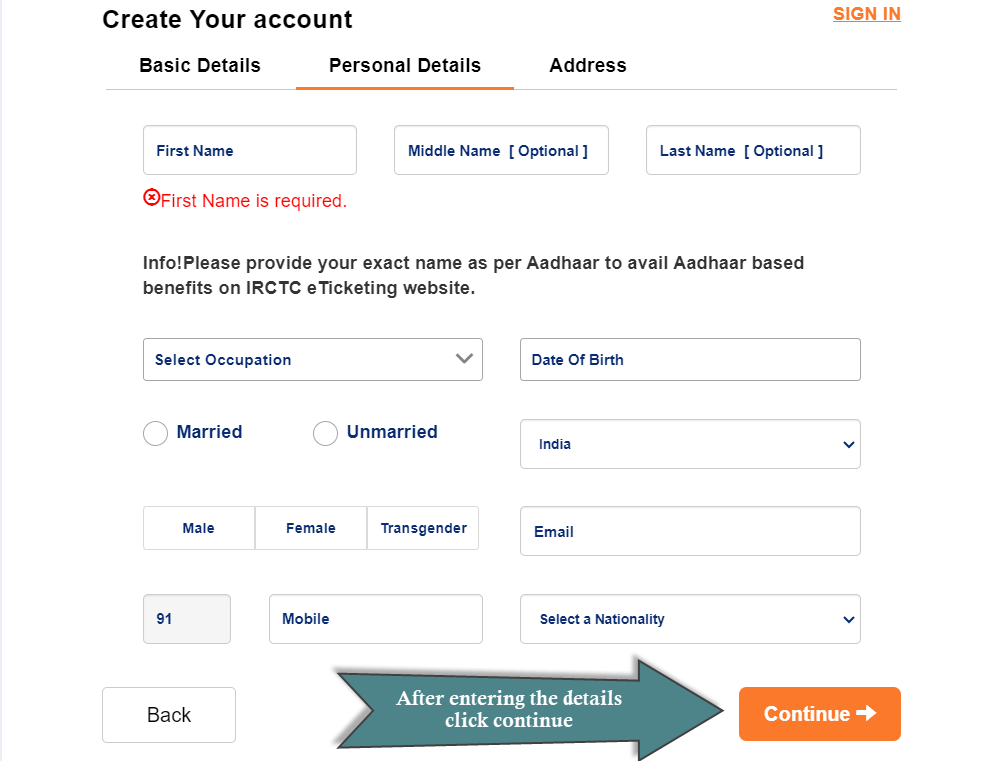 Create Your account
SIGN IN
Basic Details
Personal Details
Address
First Name
Middle Name [ Optional ]
Last Name [ Optional ]
First Name is required.
Info!Please provide your exact name as per Aadhaar to avail Aadhaar based
benefits on IRCTC eTicketing website.
Select Occupation
Date Of Birth
Married
Unmarried
India
Male
Female
Transgender
Email
91
Mobile
Select a Nationality
After entering the details
click continue
Back
Continue